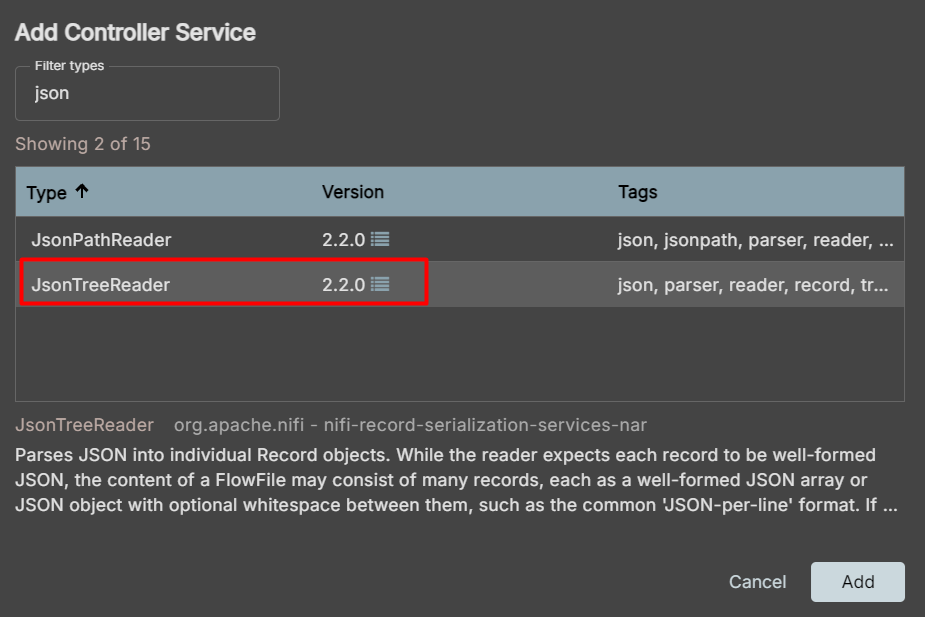 Add Controller Service
Filter types
json
Showing 2 of 15
Type Version Tags
JsonPathReader 2.2.0 json, jsonpath, parser, reader, ...
JsonTreeReader 2.2.0 json, parser, reader, record, tr...
JsonTreeReader org.apache.nifi - nifi-record-serialization-services-nar
Parses JSON into individual Record objects. While the reader expects each record to be well-formed
JSON, the content of a FlowFile may consist of many records, each as a well-formed JSON array or
JSON object with optional whitespace between them, such as the common 'JSON-per-line' format. If ...
Cancel Add